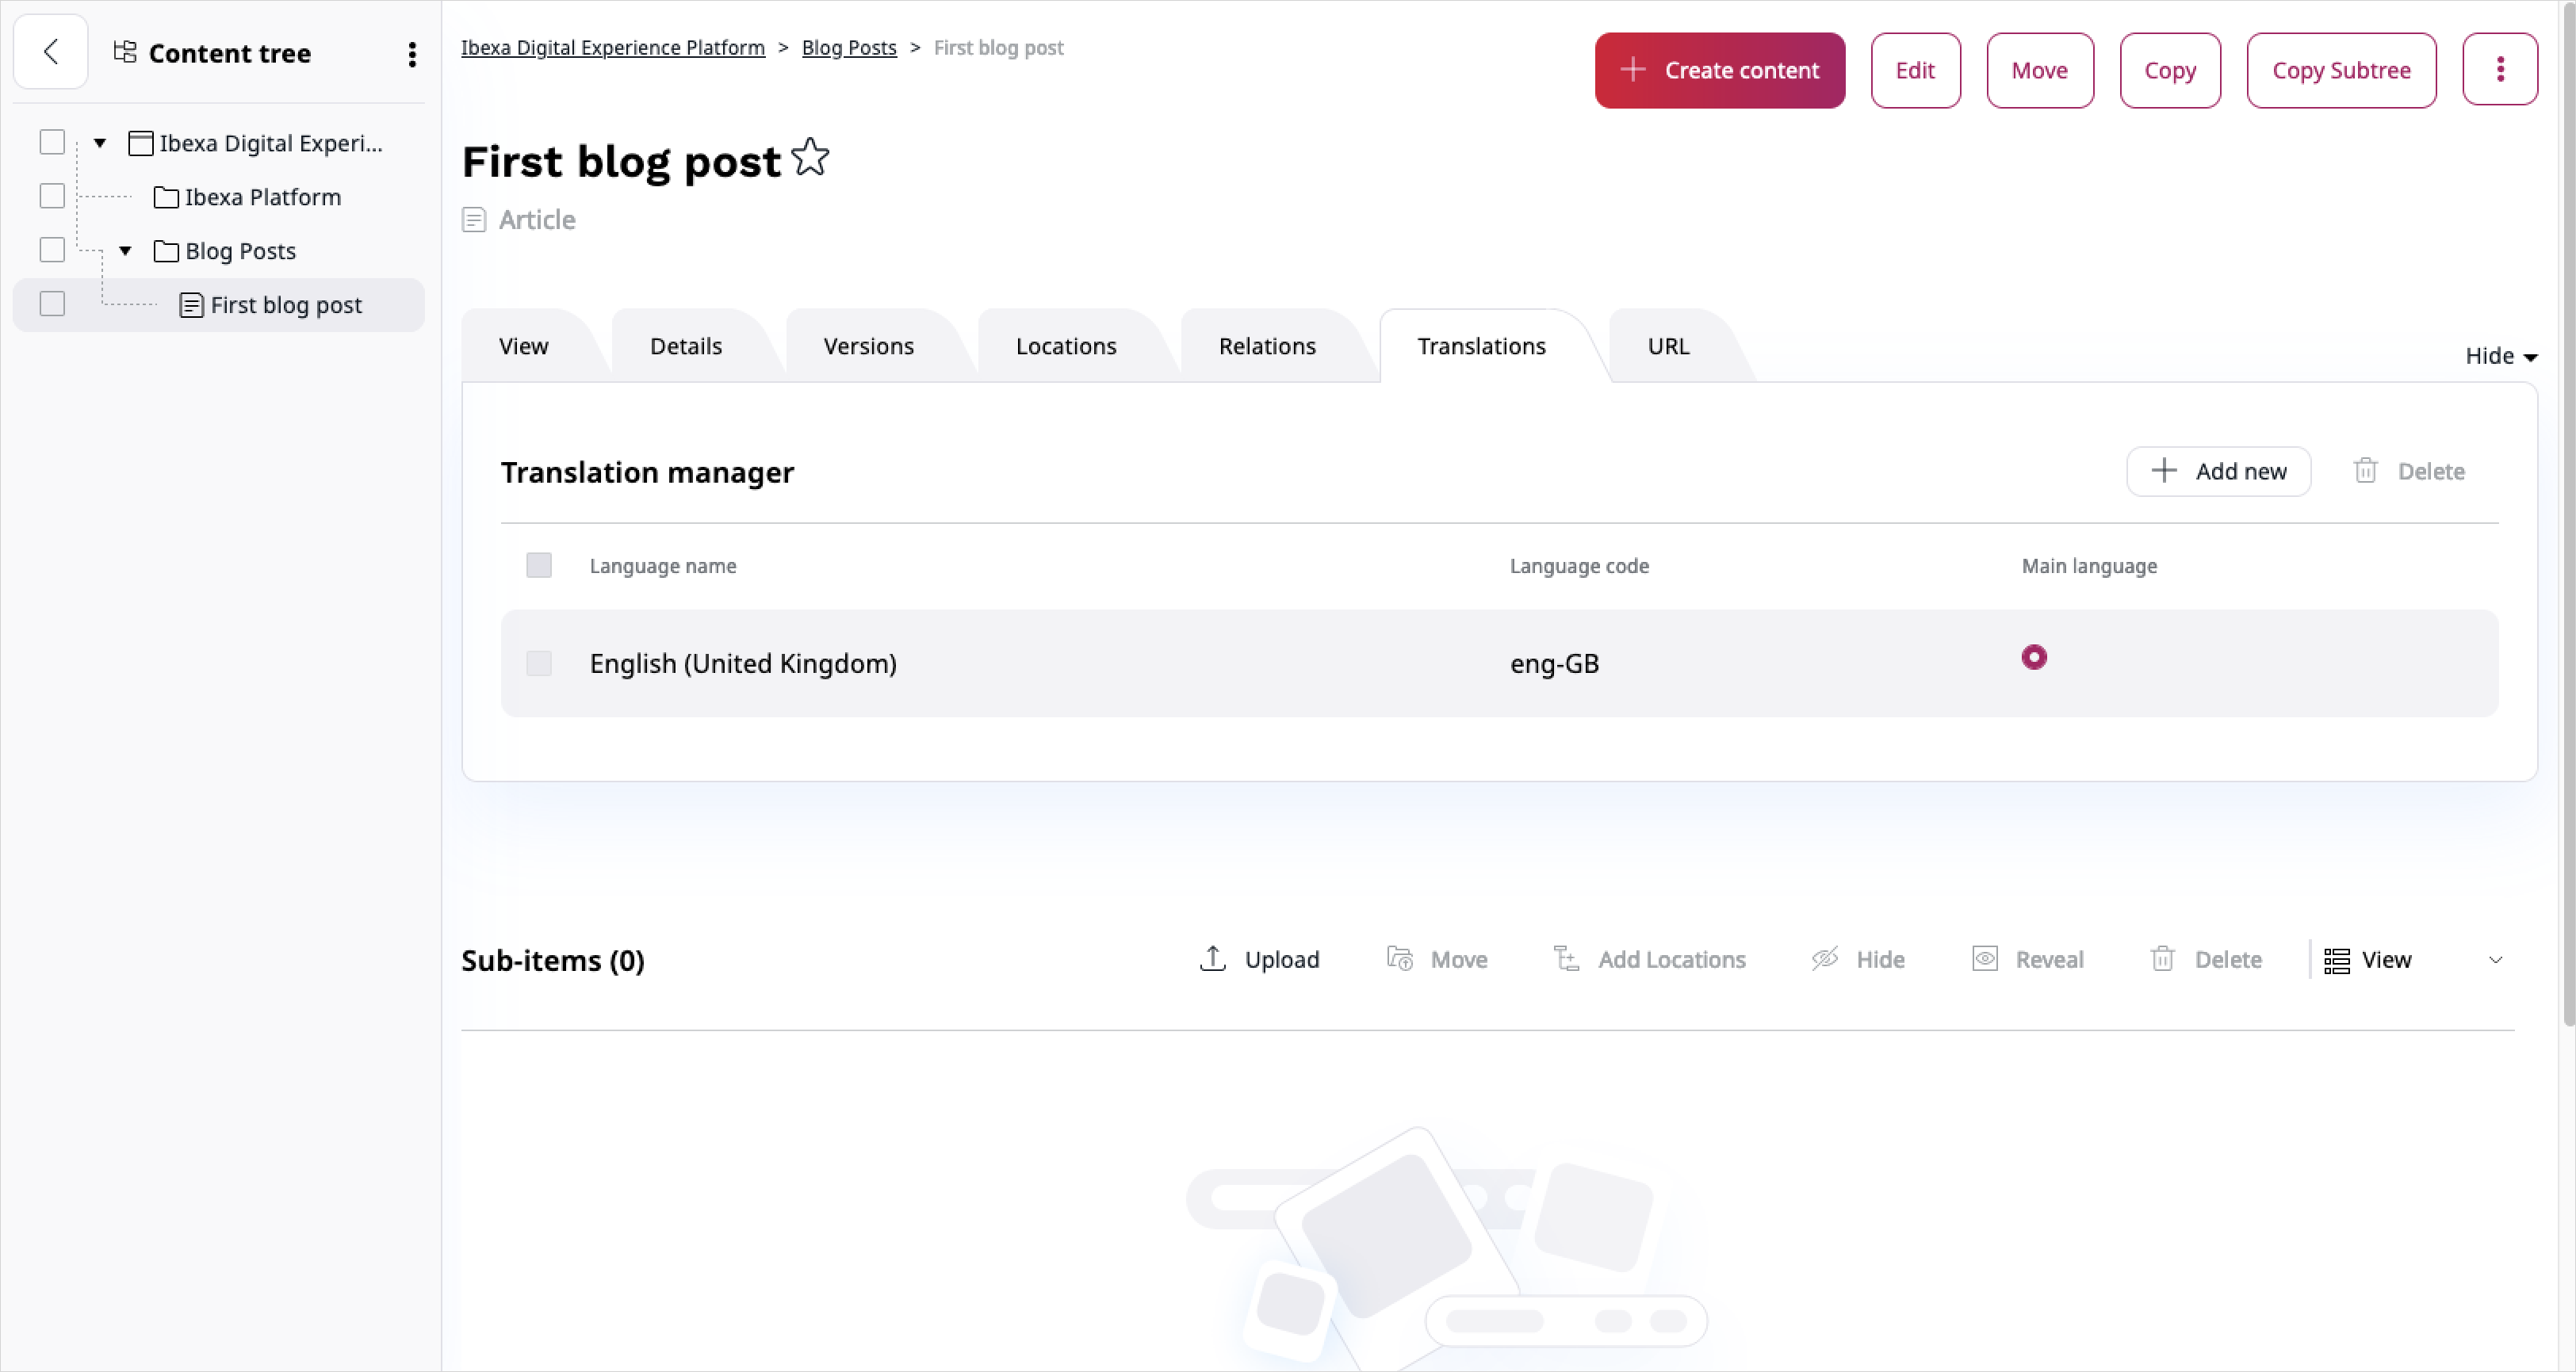 Content tree
Ibexa Digital Experi...
Ibexa Platform
Blog Posts
First blog post
Ibexa Digital Experience Platform > Blog Posts > First blog post
Create content
Edit
Move
Copy
Copy Subtree
First blog post
Article
View
Details
Versions
Locations
Relations
Translations
URL
Hide
Translation manager
Add new
Delete
Language name
Language code
Main language
English (United Kingdom)
eng-GB
Sub-items (0)
Upload
Move
Add Locations
Hide
Reveal
Delete
View